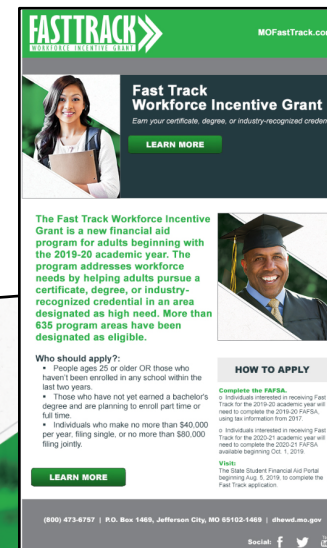 FASTTRACK
WORKFORCE INCENTIVE GRANT
MOFastTrack.com
Fast Track
Workforce Incentive Grant
Earn your certificate, degree, or industry-recognized
LEARN MORE
The Fast Track Workforce Incentive
Grant is a new financial aid
program for adults beginning with
the 2019-20 academic year. The
program addresses workforce
needs by helping adults pursue a
certificate, degree, or industry-
recognized credential in an area
designated as high need. More than
635 program areas have been
designated as eligible.
Who should apply?:
• People ages 25 or older OR those who
haven't been enrolled in any school within the
last two years.
• Those who have not yet earned a bachelor's
degree and are planning to enroll part time or
full time.
• Individuals who make no more than $40,000
per year, filing single, or no more than $80,000
filing jointly.
LEARN MORE
HOW TO APPLY
Complete the FAFSA.
o Individuals interested in receiving Fast
Track for the 2019-20 academic year will
need to complete the 2019-20 FAFSA,
using tax information from 2017.
o Individuals interested in receiving Fast
Track for the 2020-21 academic year will
need to complete the 2020-21 FAFSA
available beginning Oct. 1, 2019.
Visit:
The State Student Financial Aid Portal
beginning Aug. 5, 2019, to complete the
Fast Track application.
(800) 473-6757 | P.O. Box 1469, Jefferson City, MO 65102-1469 | dhewd.mo.gov
Social: